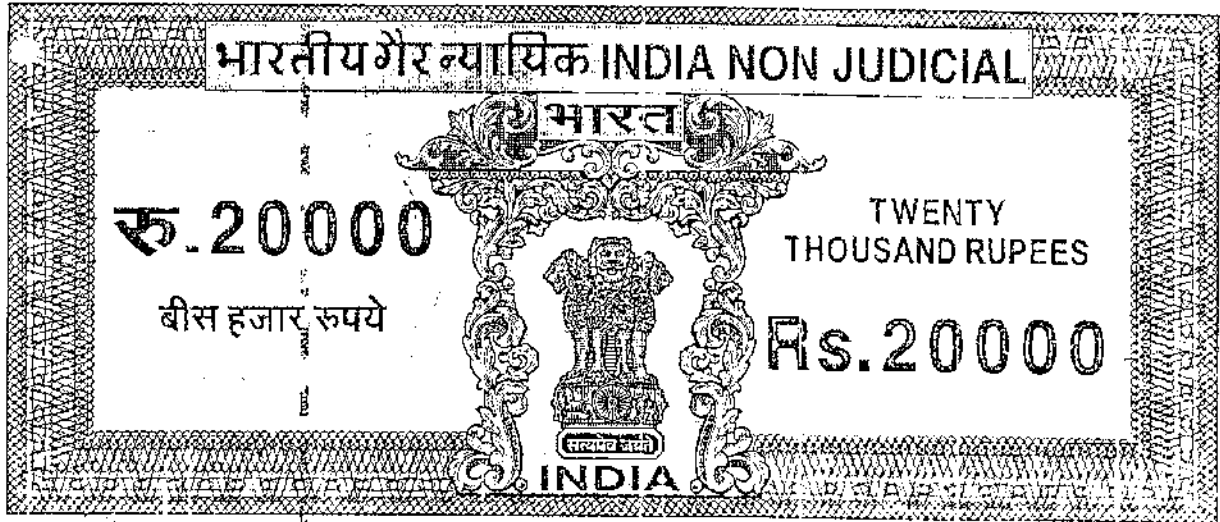 भारतीय गैर न्यायिक INDIA NON JUDICIAL
भारत
रु.20000
बीस हजार रुपये
TWENTY
THOUSAND RUPEES
Rs.20000
सत्यमेव जयते
INDIA